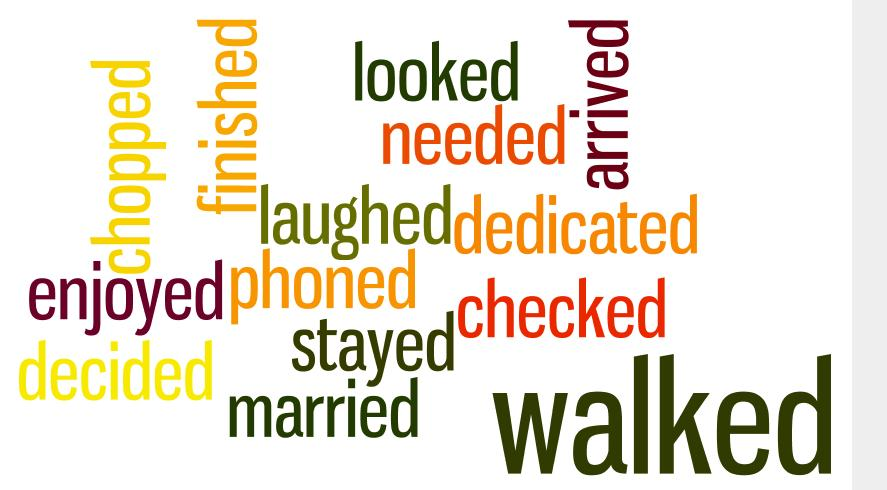 chopped
finished
looked
arrived
needed
laughed
dedicated
enjoyed
phoned
checked
stayed
decided
married
walked